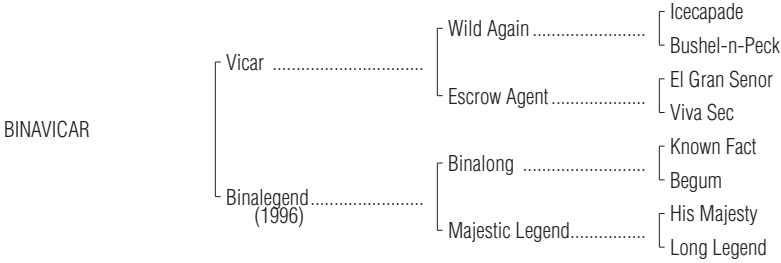 Icecapade
Wild Again ........................
Bushel-n-Peck
Vicar ................................
El Gran Senor
Escrow Agent ....................
Viva Sec
BINAVICAR
Known Fact
Binalong ..........................
Begum
Binalegend ........................
(1996)
His Majesty
Majestic Legend ................
Long Legend